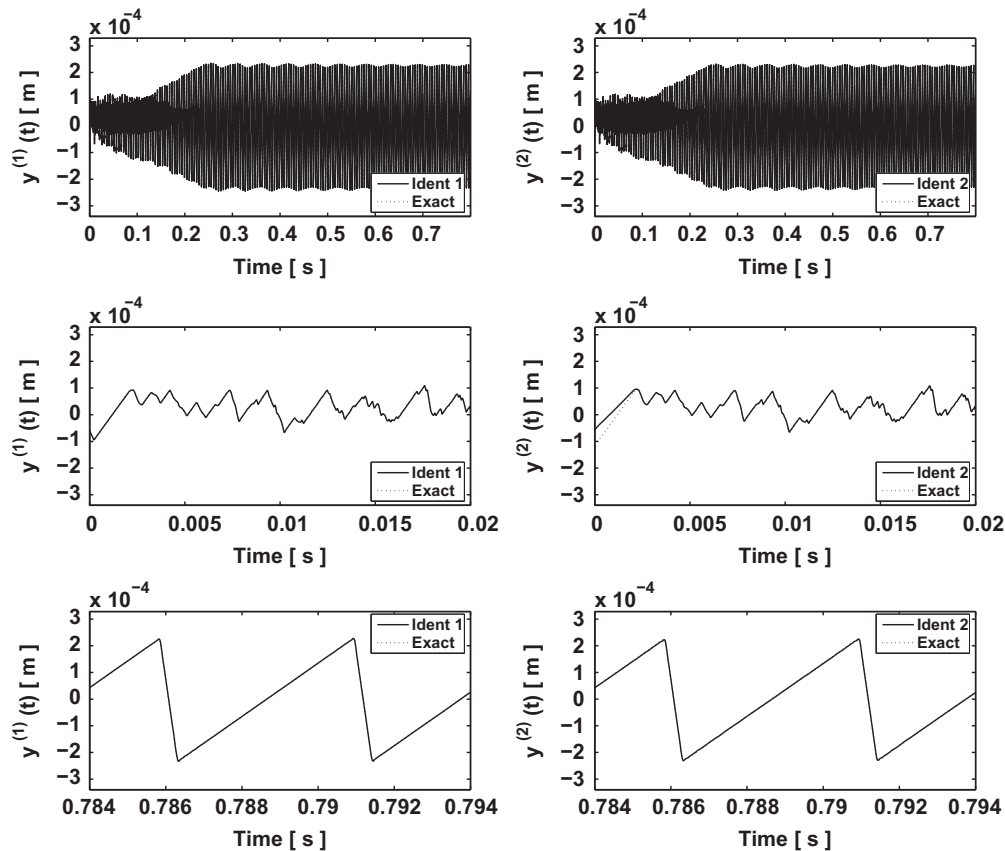 x 10⁻⁴
3
2
1
0
−1
−2
−3
y⁽¹⁾(t) [ m ]
Ident 1
Exact
0 0.1 0.2 0.3 0.4 0.5 0.6 0.7
Time [ s ]
x 10⁻⁴
3
2
1
0
−1
−2
−3
y⁽²⁾(t) [ m ]
Ident 2
Exact
0 0.1 0.2 0.3 0.4 0.5 0.6 0.7
Time [ s ]
x 10⁻⁴
3
2
1
0
−1
−2
−3
y⁽¹⁾(t) [ m ]
Ident 1
Exact
0 0.005 0.01 0.015 0.02
Time [ s ]
x 10⁻⁴
3
2
1
0
−1
−2
−3
y⁽²⁾(t) [ m ]
Ident 2
Exact
0 0.005 0.01 0.015 0.02
Time [ s ]
x 10⁻⁴
3
2
1
0
−1
−2
−3
y⁽¹⁾(t) [ m ]
Ident 1
Exact
0.784 0.786 0.788 0.79 0.792 0.794
Time [ s ]
x 10⁻⁴
3
2
1
0
−1
−2
−3
y⁽²⁾(t) [ m ]
Ident 2
Exact
0.784 0.786 0.788 0.79 0.792 0.794
Time [ s ]